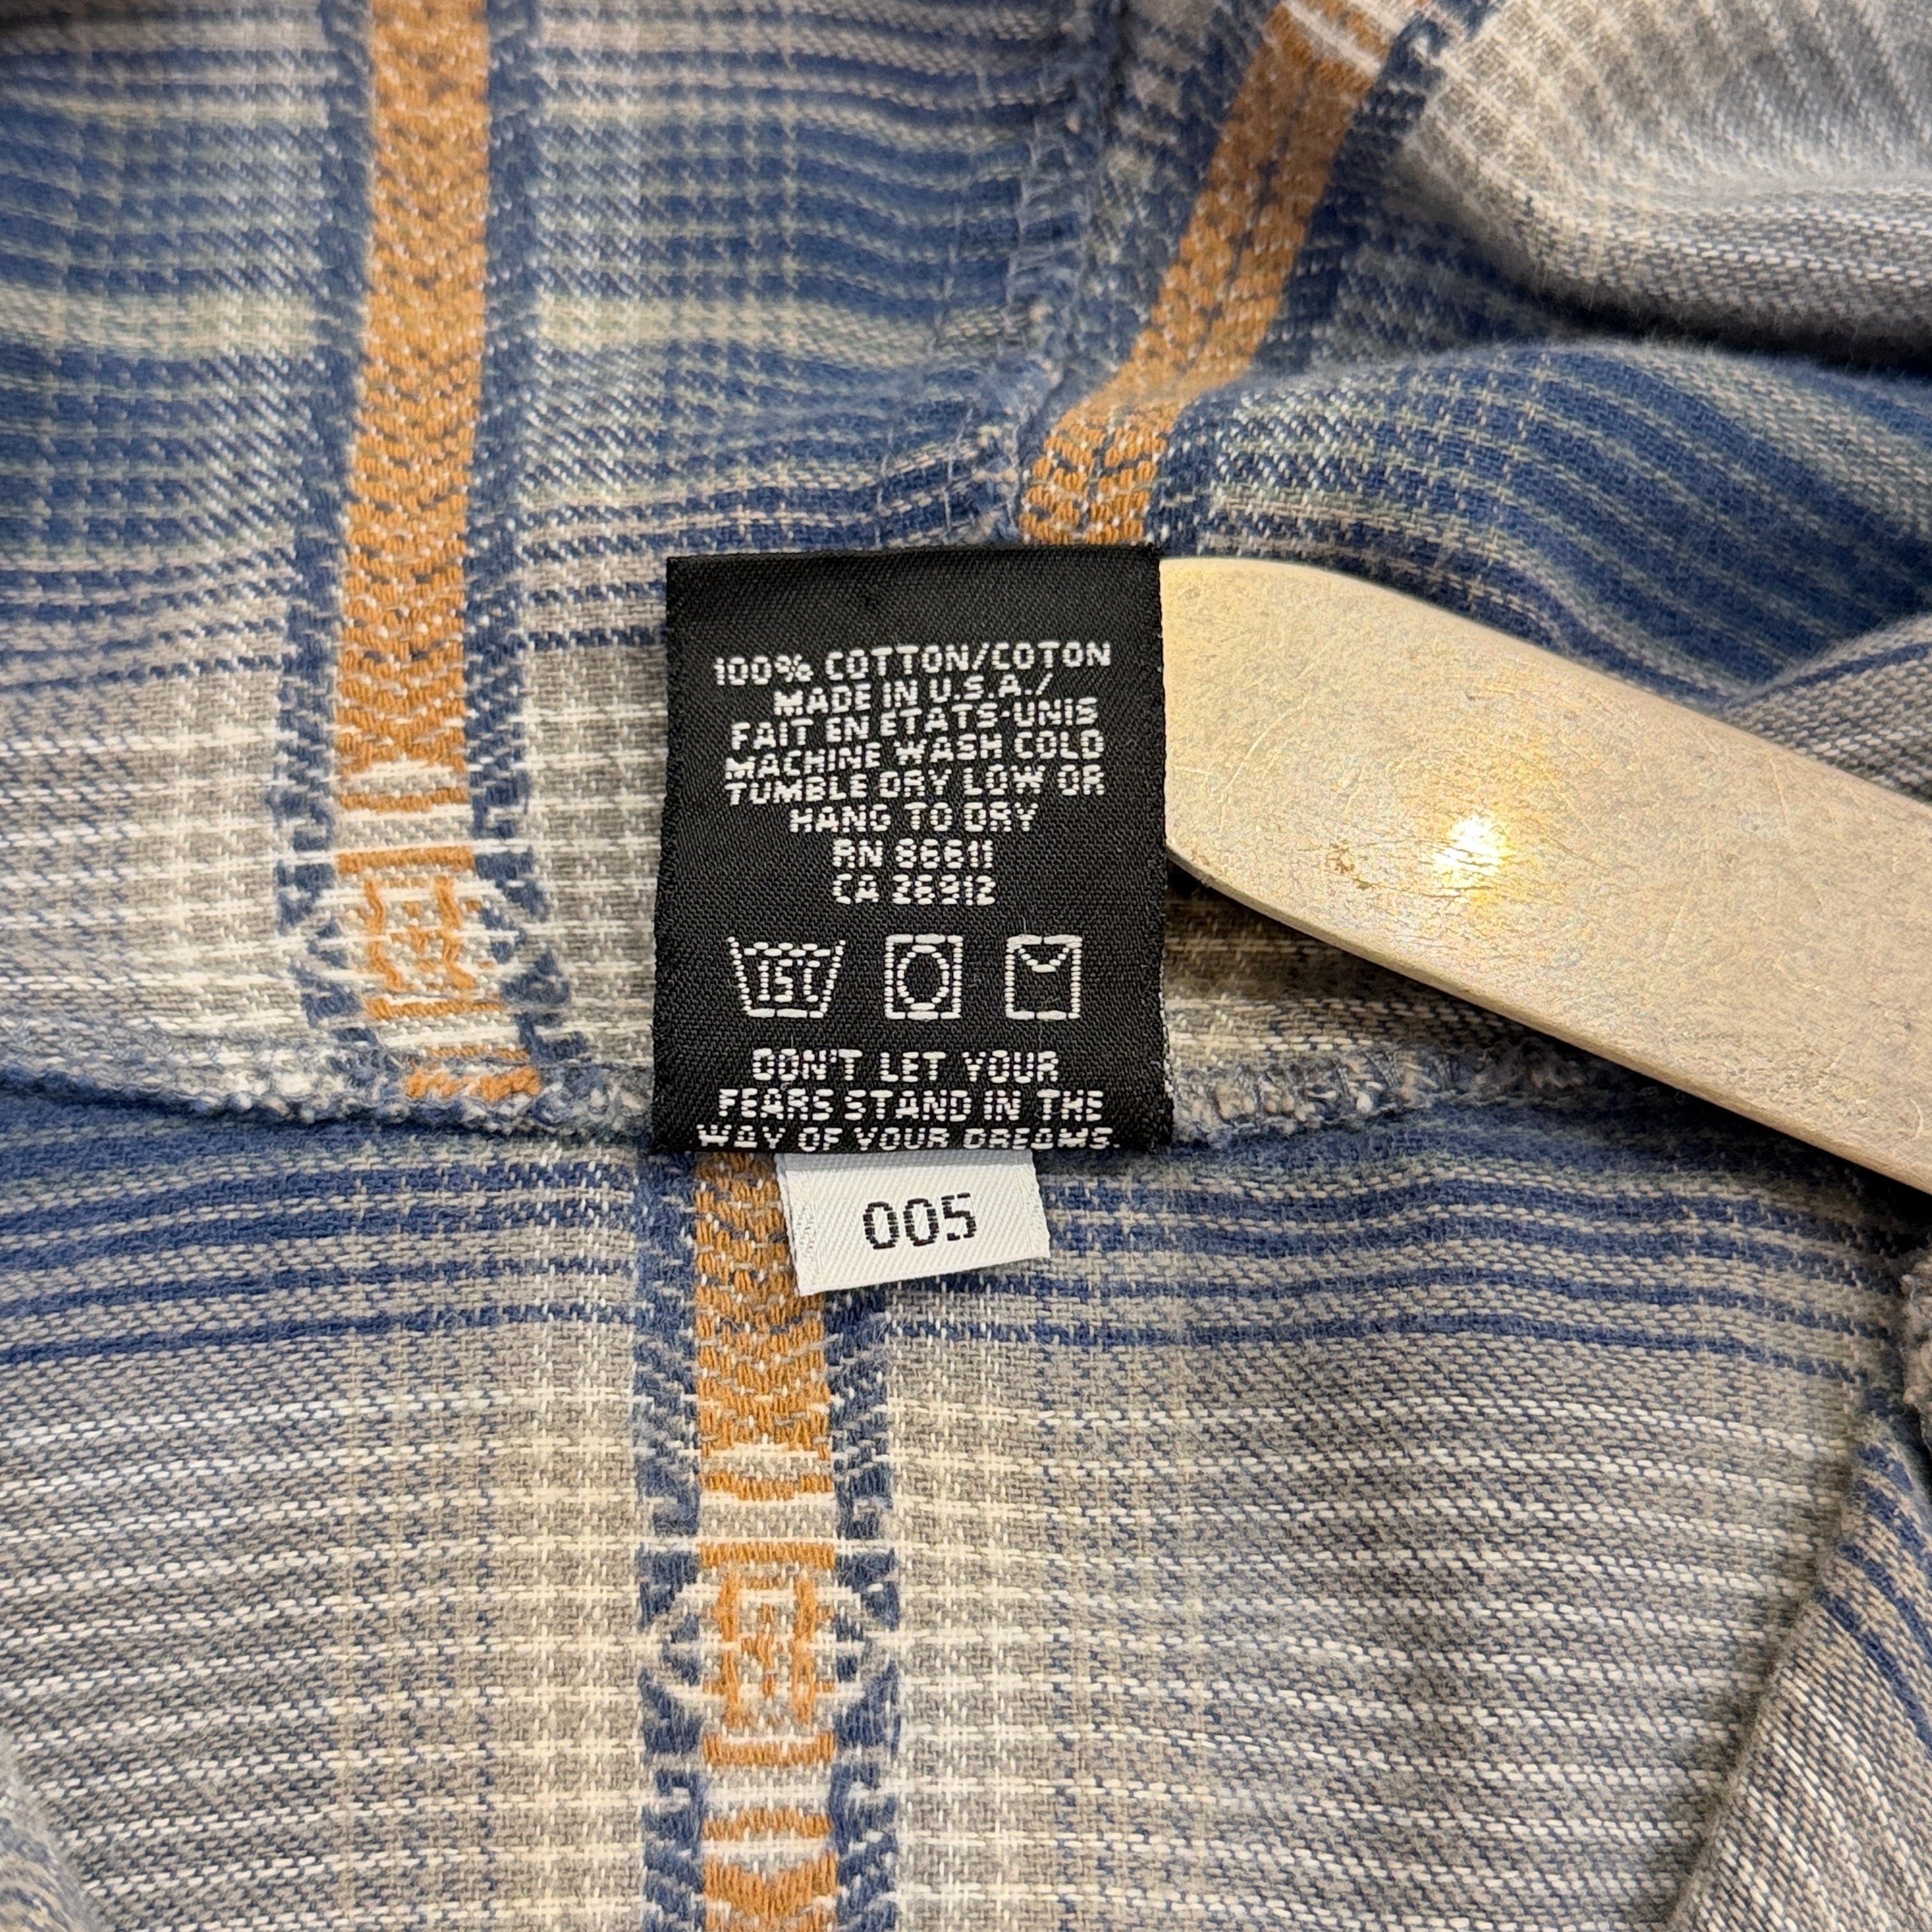 100% COTTON/COTON
MADE IN U.S.A./
FAIT EN ETATS-UNIS
MACHINE WASH COLD
TUMBLE DRY LOW OR
HANG TO DRY
RN 86611
CA 26912
1ST
DON'T LET YOUR
FEARS STAND IN THE
WAY OF YOUR DREAMS.
005